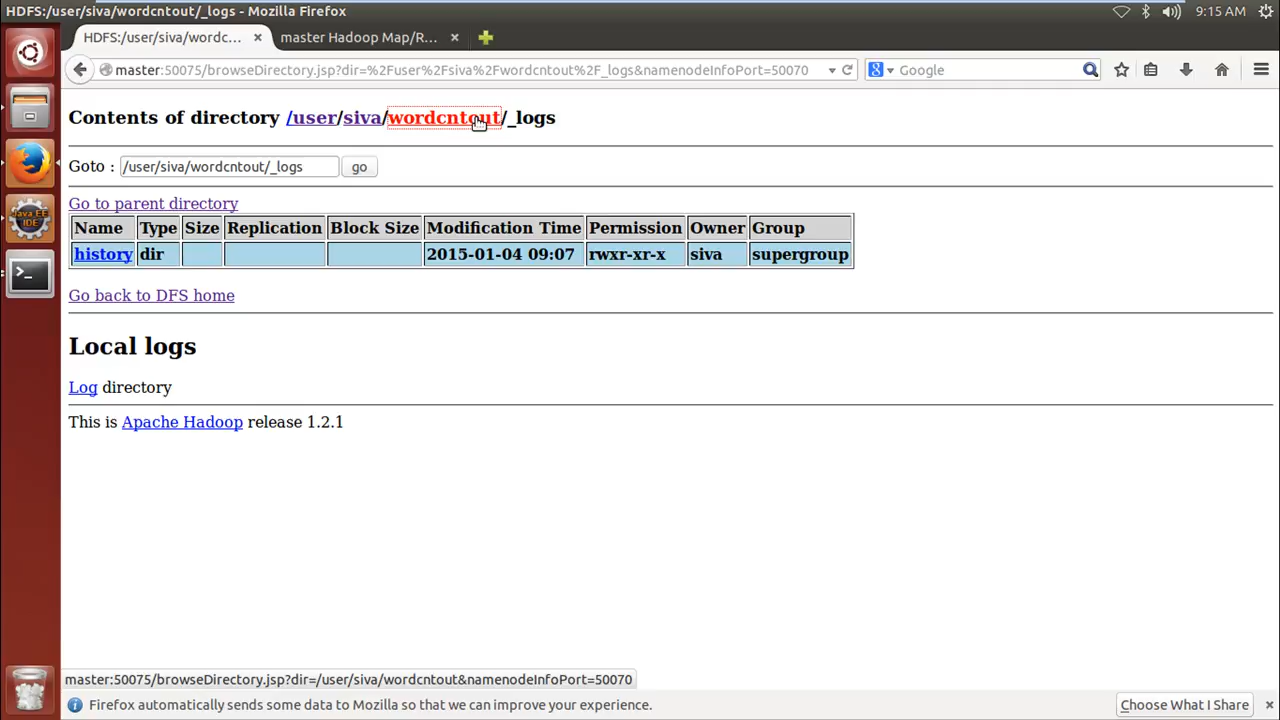 HDFS:/user/siva/wordcntout/_logs - Mozilla Firefox
9:15 AM
HDFS:/user/siva/wordc...
master Hadoop Map/R...
master:50075/browseDirectory.jsp?dir=%2Fuser%2Fsiva%2Fwordcntout%2F_logs&namenodeInfoPort=50070
Google
Contents of directory /user/siva/wordcntout/_logs
Goto : /user/siva/wordcntout/_logs go
Go to parent directory
Name Type Size Replication Block Size Modification Time Permission Owner Group
history dir 2015-01-04 09:07 rwxr-xr-x siva supergroup
Go back to DFS home
Local logs
Log directory
This is Apache Hadoop release 1.2.1
Java EE
IDE
master:50075/browseDirectory.jsp?dir=/user/siva/wordcntout&namenodeInfoPort=50070
Firefox automatically sends some data to Mozilla so that we can improve your experience.
Choose What I Share